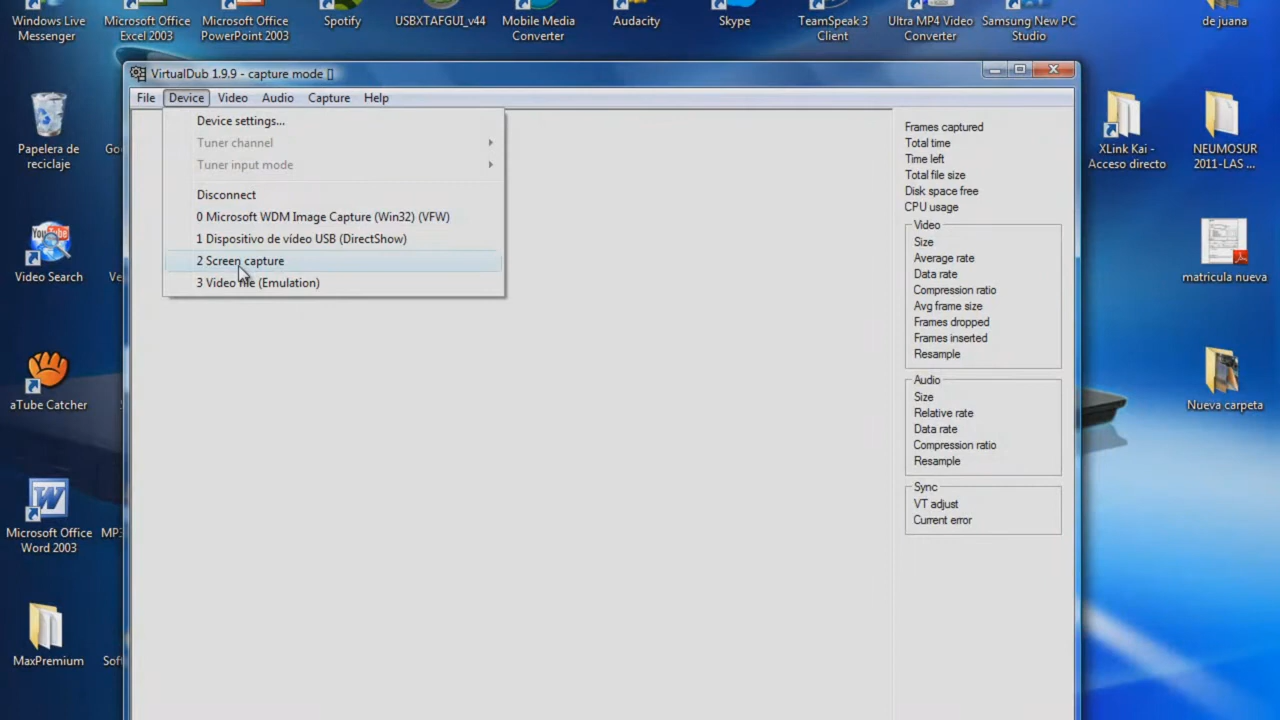 Windows Live
Messenger
Microsoft Office
Excel 2003
Microsoft Office
PowerPoint 2003
Spotify
USBXTAFGUI_v44
Mobile Media
Converter
Audacity
Skype
TeamSpeak 3
Client
Ultra MP4 Video
Converter
Samsung New PC
Studio
de juana
VirtualDub 1.9.9 - capture mode []
File
Device
Video
Audio
Capture
Help
Device settings...
Tuner channel
Tuner input mode
Disconnect
0 Microsoft WDM Image Capture (Win32) (VFW)
1 Dispositivo de vídeo USB (DirectShow)
2 Screen capture
3 Video file (Emulation)
Frames captured
Total time
Time left
Total file size
Disk space free
CPU usage
Video
Size
Average rate
Data rate
Compression ratio
Avg frame size
Frames dropped
Frames inserted
Resample
Audio
Size
Relative rate
Data rate
Compression ratio
Resample
Sync
VT adjust
Current error
Papelera de
reciclaje
Go
You Tube
Video Search
Ve
aTube Catcher
W
Microsoft Office
Word 2003
MP3
MaxPremium
Sof
XLink Kai -
Acceso directo
NEUMOSUR
2011-LAS ...
matricula nueva
Nueva carpeta